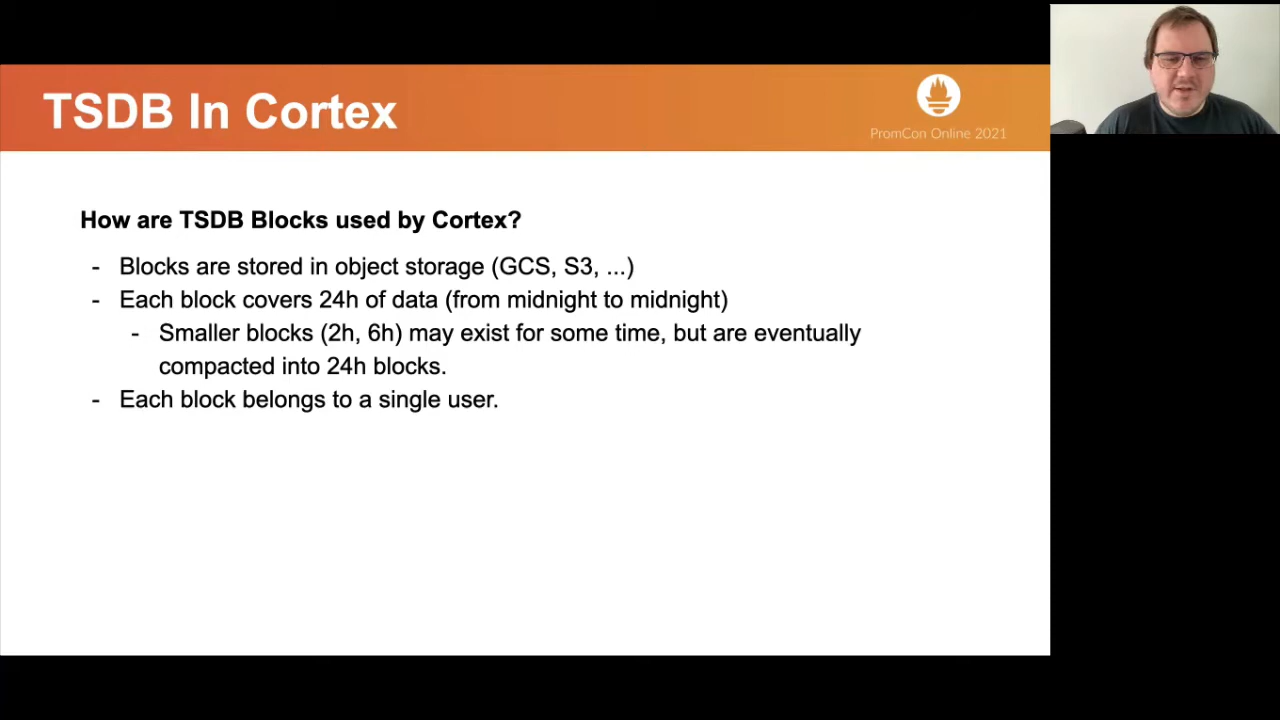 TSDB In Cortex
PromCon Online 2021
How are TSDB Blocks used by Cortex?
- Blocks are stored in object storage (GCS, S3, ...)
- Each block covers 24h of data (from midnight to midnight)
- Smaller blocks (2h, 6h) may exist for some time, but are eventually
compacted into 24h blocks.
- Each block belongs to a single user.